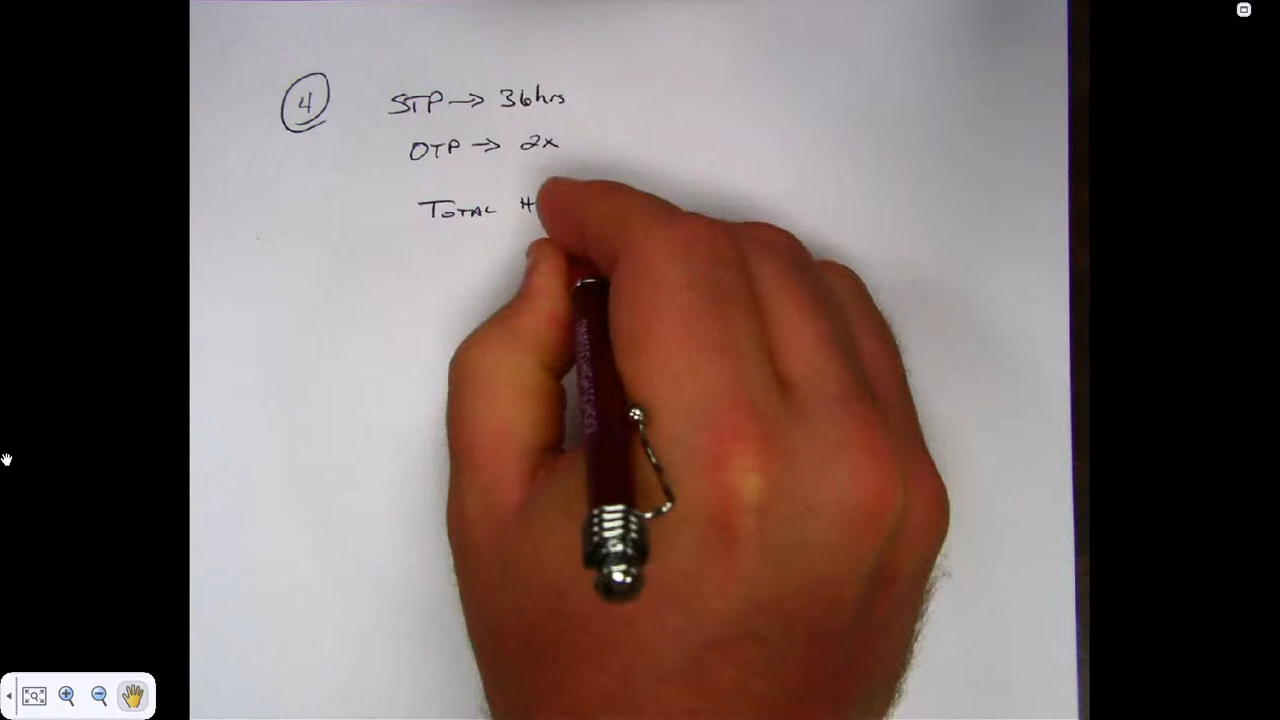 4 STP → 36hrs
OTP → 2x
TOTAL H